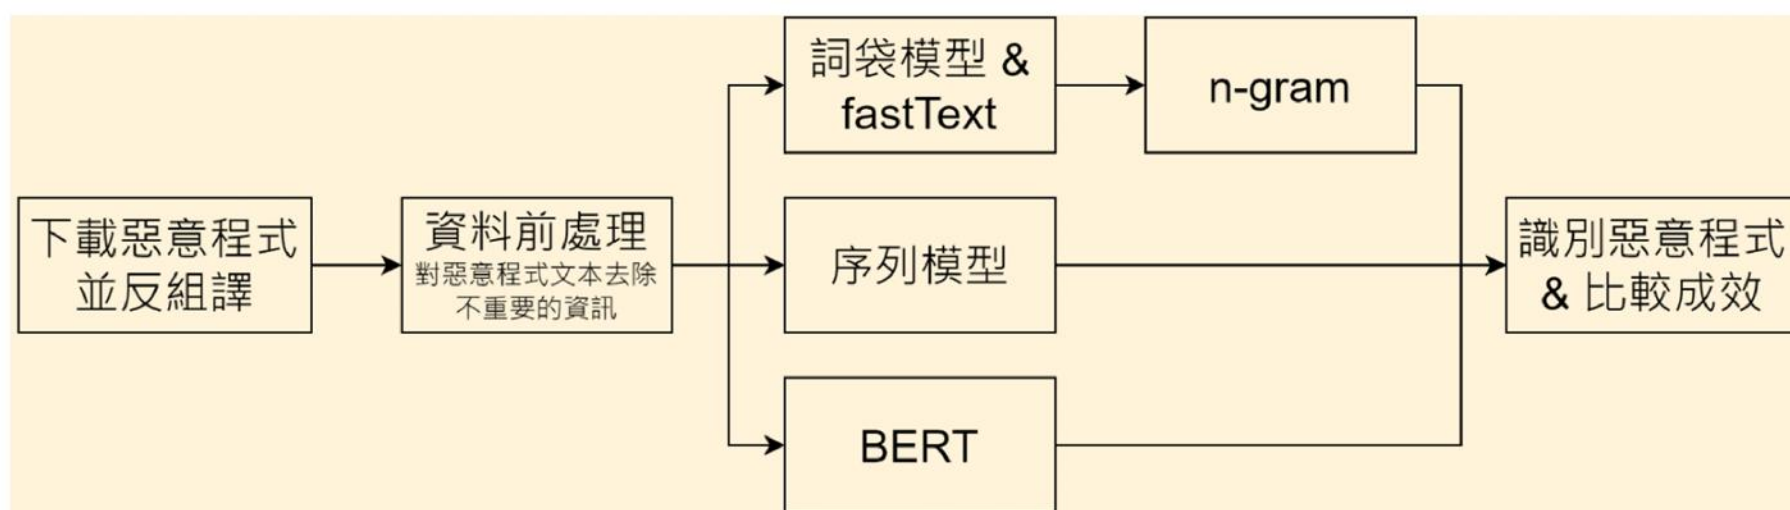 下載惡意程式
並反組譯
資料前處理
對惡意程式文本去除
不重要的資訊
詞袋模型 &
fastText
n-gram
序列模型
BERT
識別惡意程式
& 比較成效